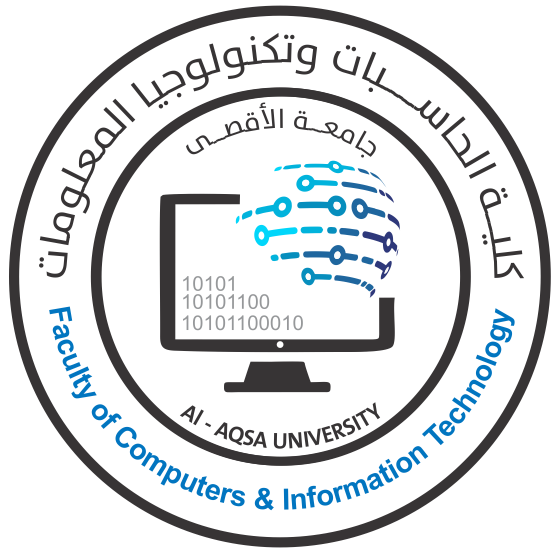 كلية الحاسبات وتكنولوجيا المعلومات
جامعة الأقصى
10101
10101100
10101100010
Al - AQSA UNIVERSITY
Faculty of Computers & Information Technology